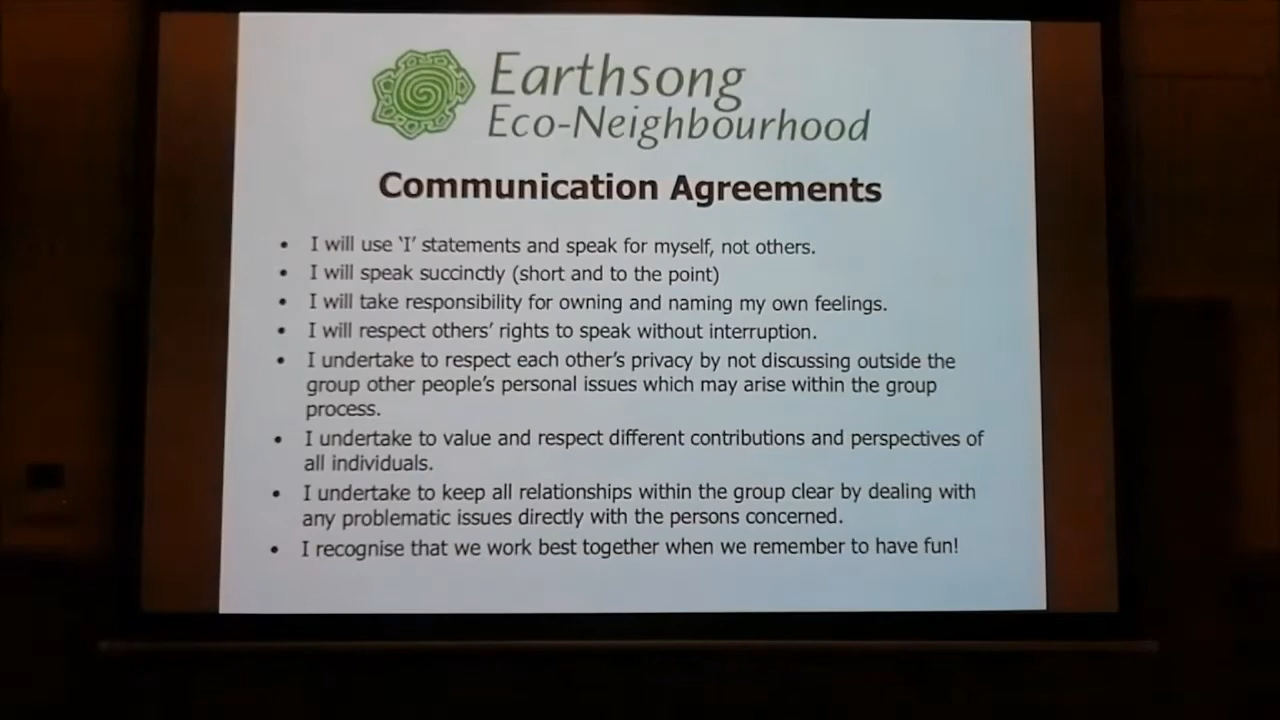 Earthsong
Eco-Neighbourhood
Communication Agreements
• I will use ‘I’ statements and speak for myself, not others.
• I will speak succinctly (short and to the point)
• I will take responsibility for owning and naming my own feelings.
• I will respect others’ rights to speak without interruption.
• I undertake to respect each other’s privacy by not discussing outside the
group other people’s personal issues which may arise within the group
process.
• I undertake to value and respect different contributions and perspectives of
all individuals.
• I undertake to keep all relationships within the group clear by dealing with
any problematic issues directly with the persons concerned.
• I recognise that we work best together when we remember to have fun!